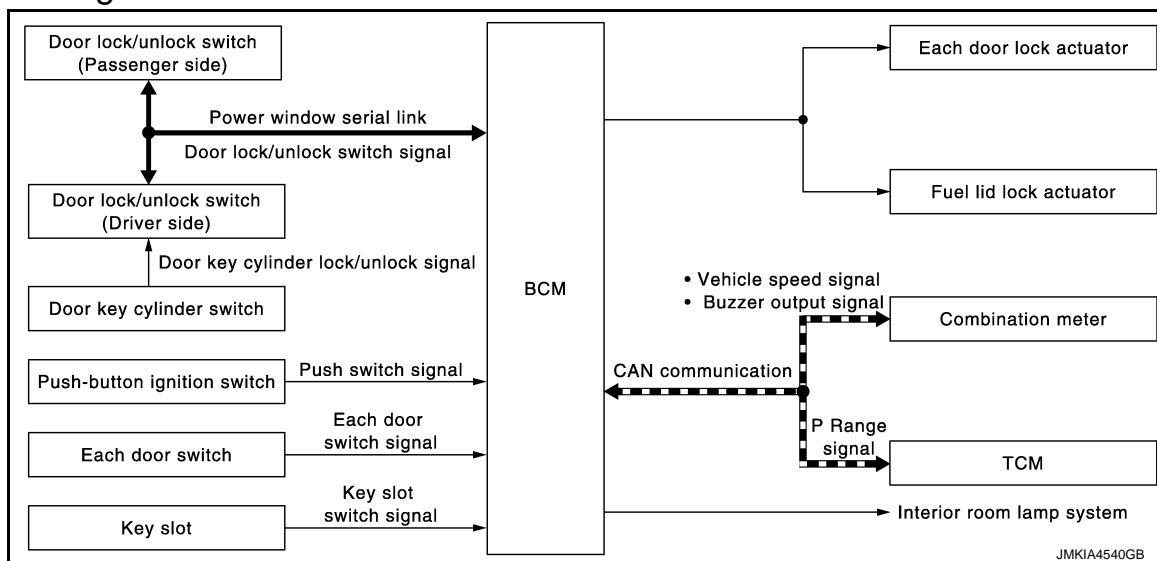 Door lock/unlock switch
(Passenger side)
Power window serial link
Door lock/unlock switch signal
Door lock/unlock switch
(Driver side)
Door key cylinder lock/unlock signal
Door key cylinder switch
Push-button ignition switch
Push switch signal
Each door switch
Each door
switch signal
Key slot
Key slot
switch signal
BCM
Each door lock actuator
Fuel lid lock actuator
• Vehicle speed signal
• Buzzer output signal
Combination meter
CAN communication
P Range
signal
TCM
Interior room lamp system
JMKIA4540GB